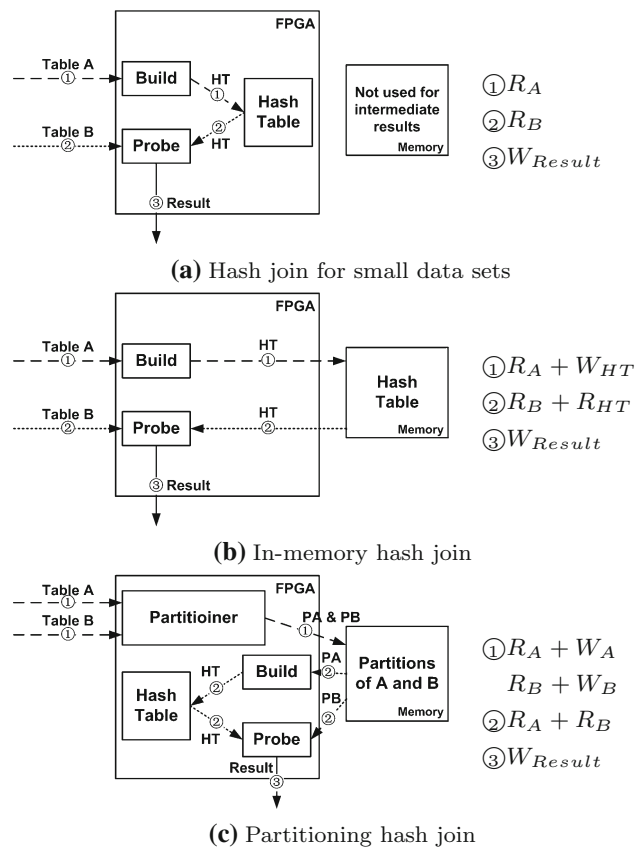 FPGA
Table A
①
Build
HT
①
Hash
Table
②
HT
Table B
②
Probe
③ Result
Not used for
intermediate
results
Memory
①R_A
②R_B
③W_Result
(a) Hash join for small data sets
FPGA
Table A
①
Build
HT
①
Hash
Table
Memory
Table B
②
Probe
HT
②
③ Result
①R_A + W_HT
②R_B + R_HT
③W_Result
(b) In-memory hash join
FPGA
Table A
①
Table B
①
Partitioiner
PA & PB
①
Partitions
of A and B
Memory
PA
②
Build
HT
②
Hash
Table
②
HT
PB
②
Probe
Result
③
①R_A + W_A
R_B + W_B
②R_A + R_B
③W_Result
(c) Partitioning hash join